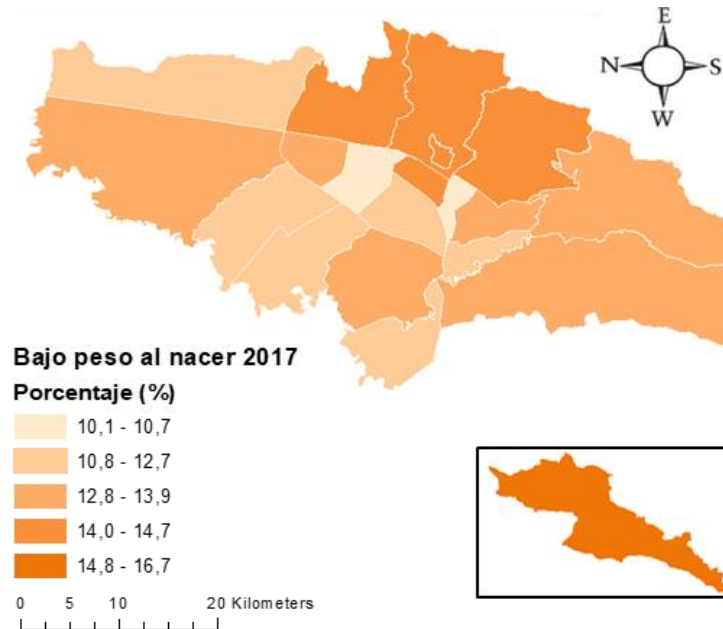 E
N S
W
Bajo peso al nacer 2017
Porcentaje (%)
10,1 - 10,7
10,8 - 12,7
12,8 - 13,9
14,0 - 14,7
14,8 - 16,7
0 5 10 20 Kilometers